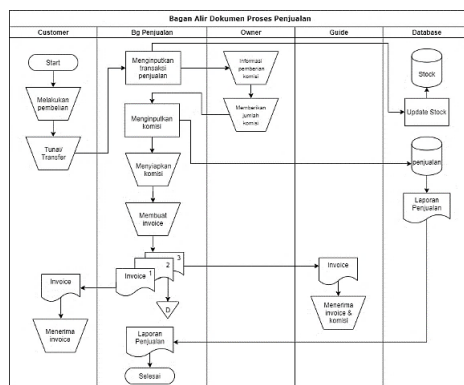 Bagan Alir Dokumen Proses Penjualan
Customer
Bg Penjualan
Owner
Guide
Database
Start
Melakukan
pembelian
Tunai/
Transfer
Menginputkan
transaksi
penjualan
Informasi
pemberian
komisi
Memberikan
jumlah
komisi
Stock
Update Stock
Menginputkan
komisi
Menyiapkan
komisi
Membuat
invoice
penjualan
Laporan
Penjualan
3
2
Invoice 1
D
Invoice
Menerima
invoice
Invoice
Menerima
invoice &
komisi
Laporan
Penjualan
Selesai